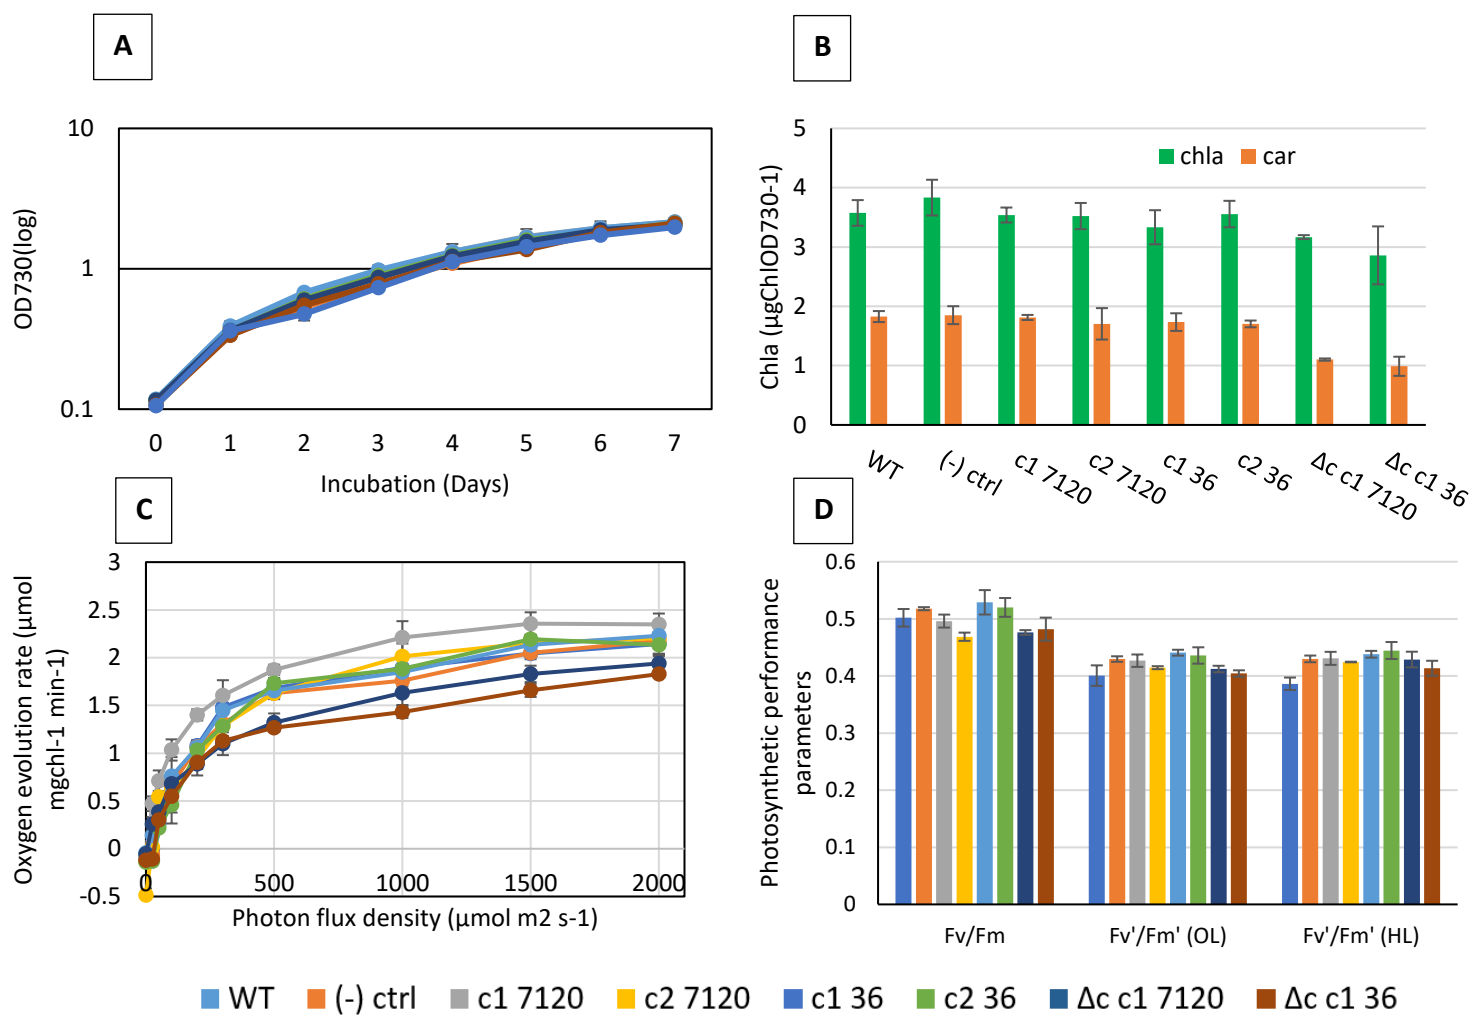 A
10
1
0.1
OD730(log)
0 1 2 3 4 5 6 7
Incubation (Days)
B
5
4
3
2
1
0
Chla (µgChlOD730-1)
chla car
WT
(-) ctrl
c1 7120
c2 7120
c1 36
c2 36
Δc c1 7120
Δc c1 36
C
3
2.5
2
1.5
1
0.5
0
-0.5
Oxygen evolution rate (µmol
mgchl-1 min-1)
0 500 1000 1500 2000
Photon flux density (µmol m2 s-1)
D
0.6
0.5
0.4
0.3
0.2
0.1
0
Photosynthetic performance
parameters
Fv/Fm Fv'/Fm' (OL) Fv'/Fm' (HL)
WT (-) ctrl c1 7120 c2 7120 c1 36 c2 36 Δc c1 7120 Δc c1 36